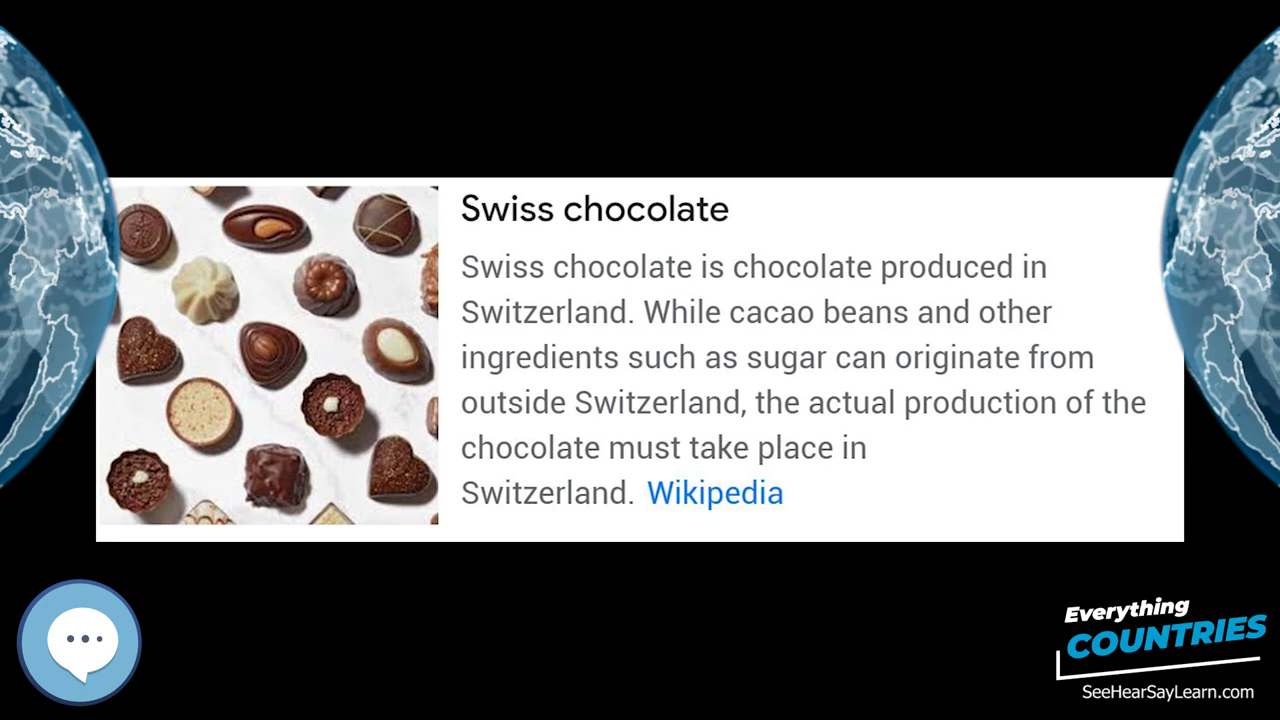 Swiss chocolate
Swiss chocolate is chocolate produced in
Switzerland. While cacao beans and other
ingredients such as sugar can originate from
outside Switzerland, the actual production of the
chocolate must take place in
Switzerland. Wikipedia
Everything
COUNTRIES
SeeHearSayLearn.com